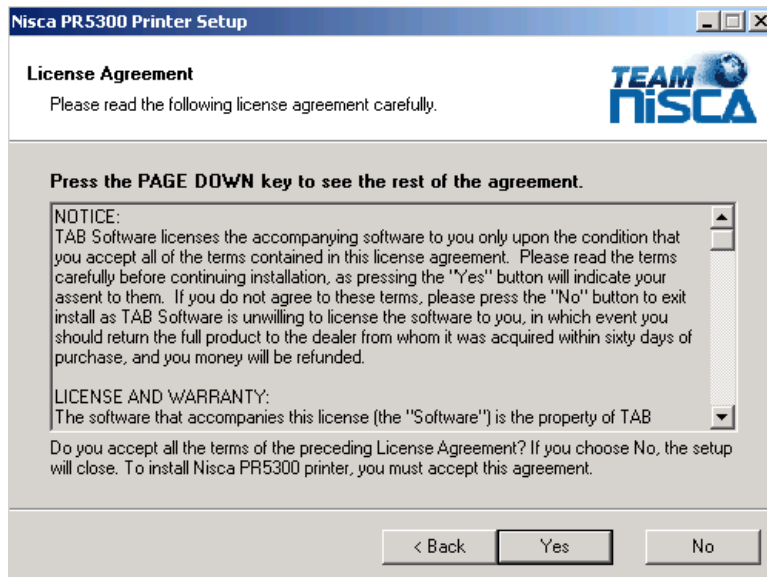 Nisca PR5300 Printer Setup
License Agreement
Please read the following license agreement carefully.
TEAM
NiSCA
Press the PAGE DOWN key to see the rest of the agreement.
NOTICE:
TAB Software licenses the accompanying software to you only upon the condition that
you accept all of the terms contained in this license agreement. Please read the terms
carefully before continuing installation, as pressing the "Yes" button will indicate your
assent to them. If you do not agree to these terms, please press the "No" button to exit
install as TAB Software is unwilling to license the software to you, in which event you
should return the full product to the dealer from whom it was acquired within sixty days of
purchase, and you money will be refunded.
LICENSE AND WARRANTY:
The software that accompanies this license (the "Software") is the property of TAB
Do you accept all the terms of the preceding License Agreement? If you choose No, the setup
will close. To install Nisca PR5300 printer, you must accept this agreement.
< Back Yes No